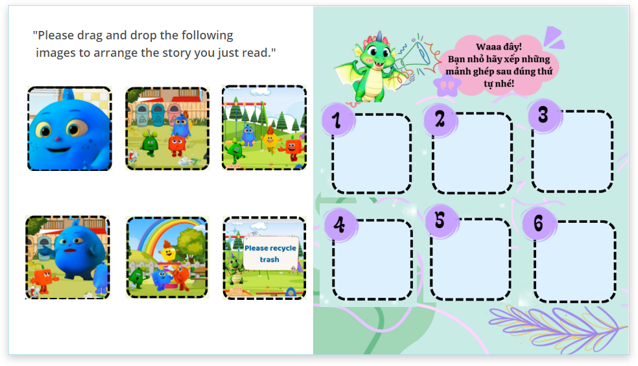 "Please drag and drop the following
images to arrange the story you just read."
Waaa đây!
Bạn nhỏ hãy xếp những
mảnh ghép sau đúng thứ
tự nhé!
1
2
3
4
5
6
Please recycle
trash